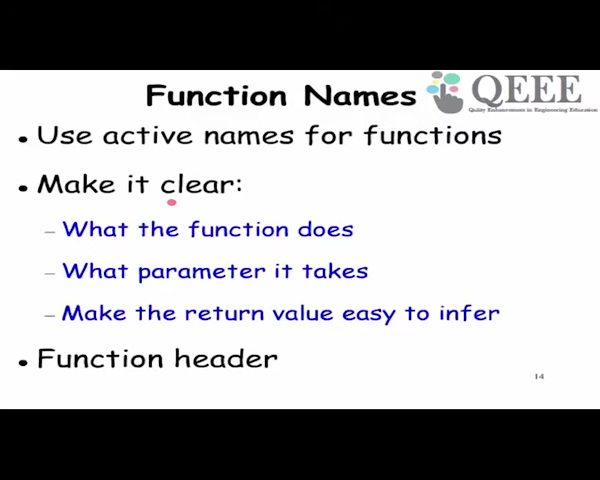 Function Names
QEEE
Quality Enhancements in Engineering Education
• Use active names for functions
• Make it clear:
– What the function does
– What parameter it takes
– Make the return value easy to infer
• Function header
14